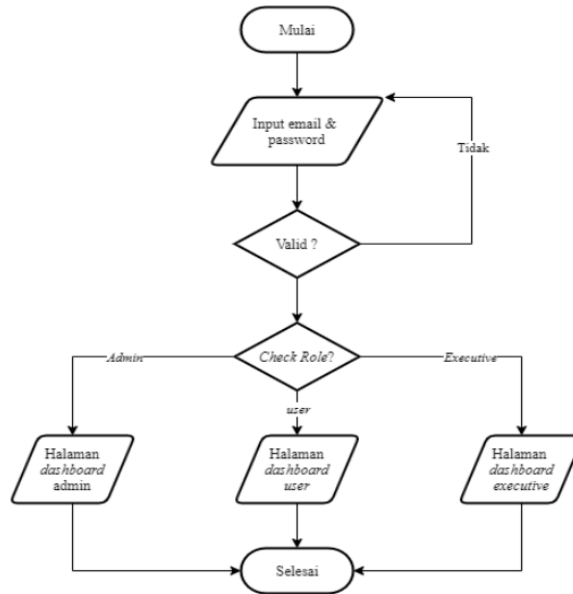 Mulai
Input email &
password
Tidak
Valid ?
Admin
Check Role?
Executive
user
Halaman
dashboard
admin
Halaman
dashboard
user
Halaman
dashboard
executive
Selesai